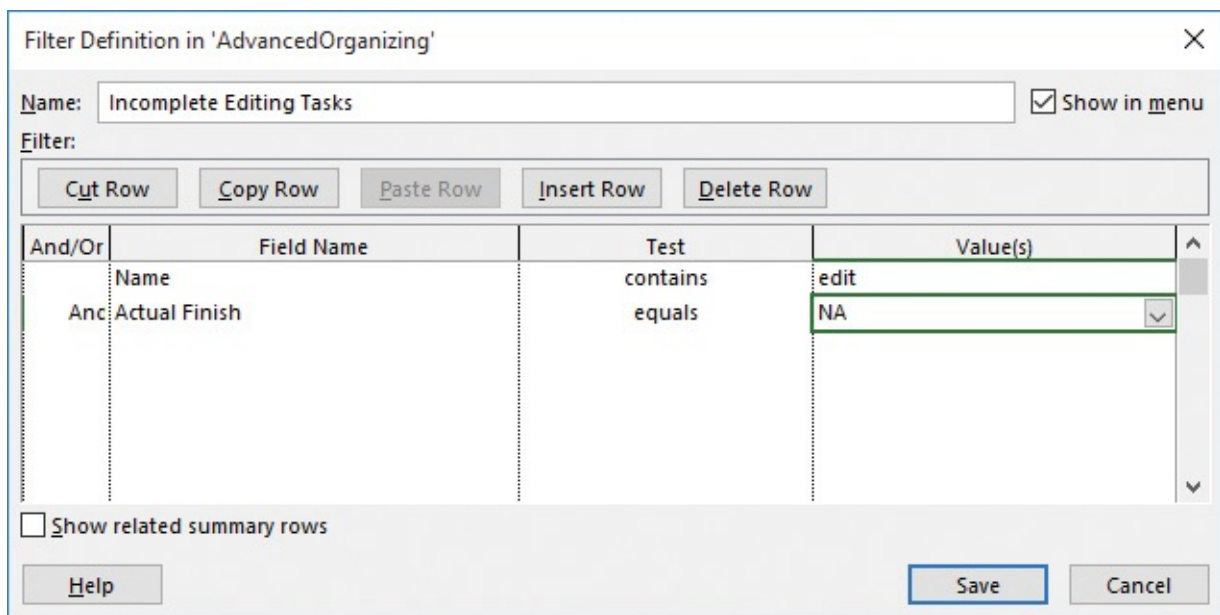 Filter Definition in 'AdvancedOrganizing'
Name: Incomplete Editing Tasks Show in menu
Filter:
Cut Row Copy Row Paste Row Insert Row Delete Row
And/Or Field Name Test Value(s)
Name contains edit
Anc Actual Finish equals NA
Show related summary rows
Help Save Cancel